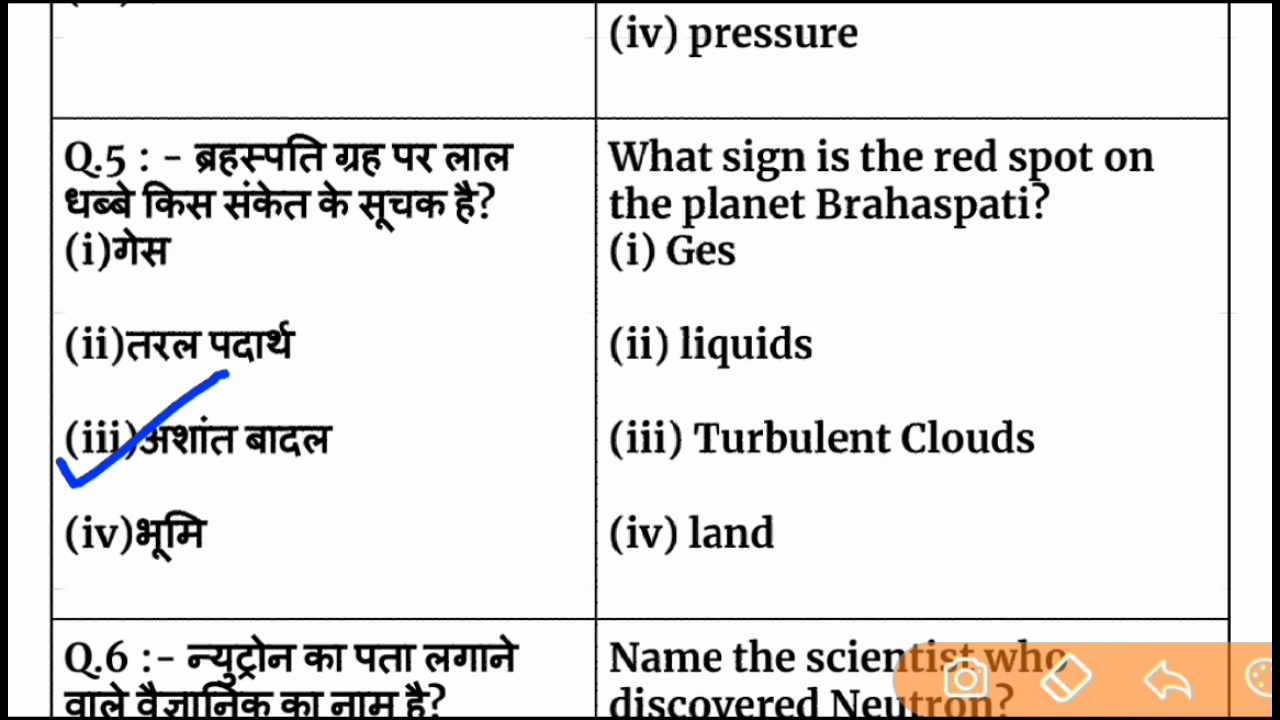 (iv) pressure
Q.5 : - ब्रहस्पति ग्रह पर लाल
धब्बे किस संकेत के सूचक है?
(i)गेस
(ii)तरल पदार्थ
(iii)अशांत बादल
(iv)भूमि
What sign is the red spot on
the planet Brahaspati?
(i) Ges
(ii) liquids
(iii) Turbulent Clouds
(iv) land
Q.6 :- न्युट्रोन का पता लगाने
वाले वैज्ञानिक का नाम है?
Name the scientist who
discovered Neutron?